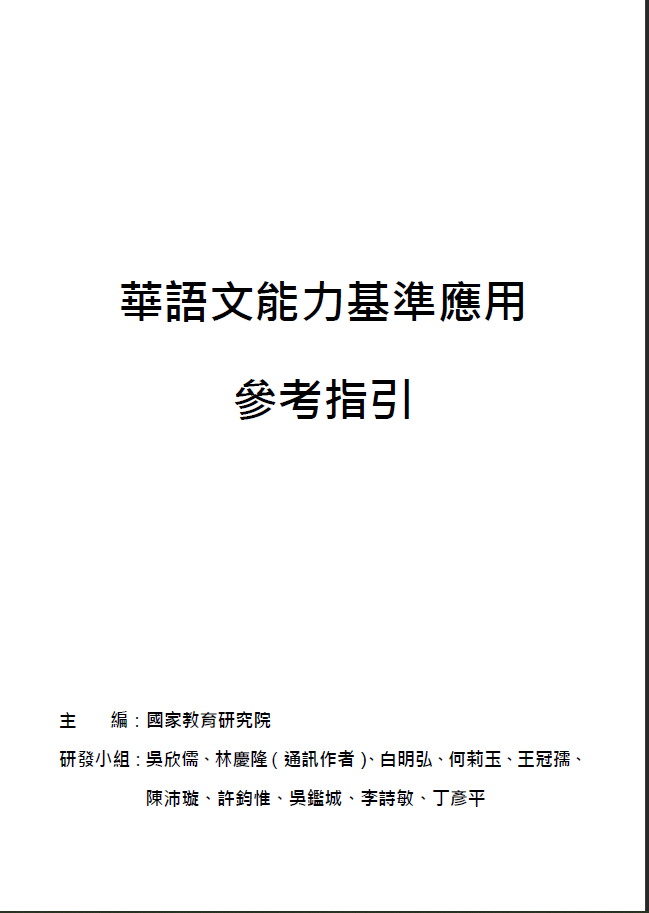 華語文能力基準應用
參考指引
主　　編：國家教育研究院
研發小組：吳欣儒、林慶隆（通訊作者）、白明弘、何莉玉、王冠孺、
陳沛璇、許鈞惟、吳鑑城、李詩敏、丁彥平